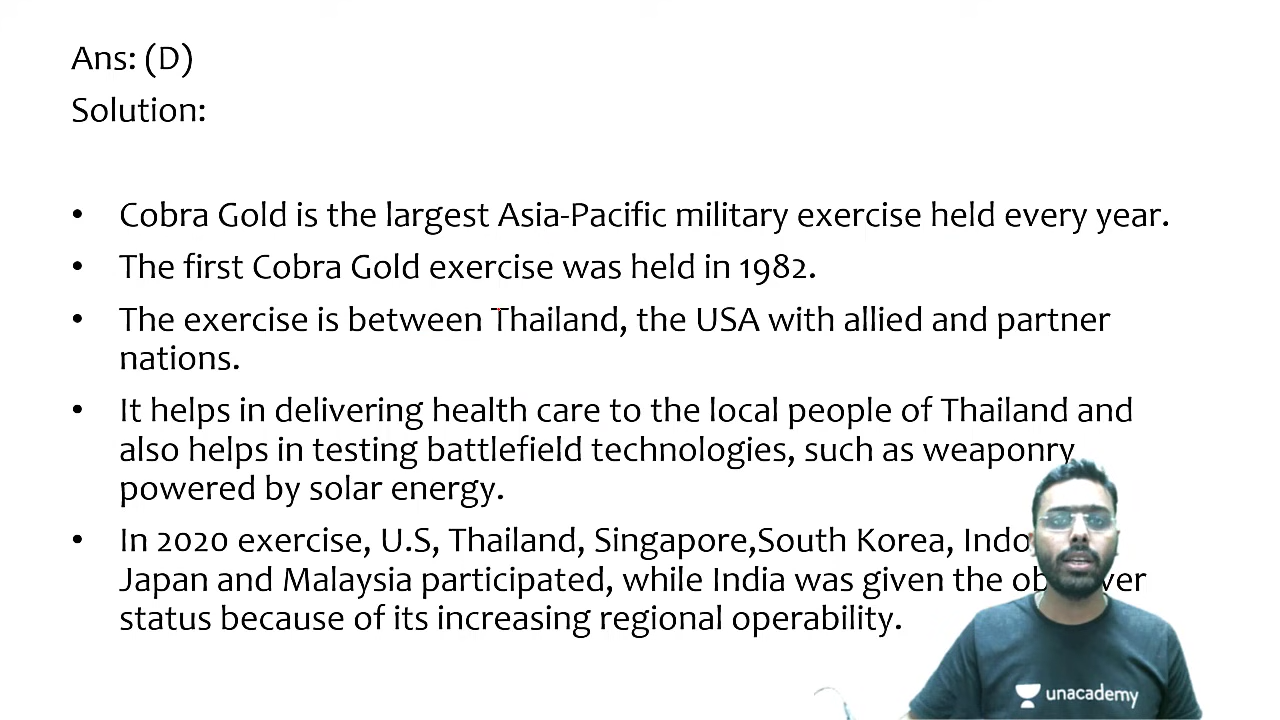 Ans: (D)
Solution:
• Cobra Gold is the largest Asia-Pacific military exercise held every year.
• The first Cobra Gold exercise was held in 1982.
• The exercise is between Thailand, the USA with allied and partner
nations.
• It helps in delivering health care to the local people of Thailand and
also helps in testing battlefield technologies, such as weaponry
powered by solar energy.
• In 2020 exercise, U.S, Thailand, Singapore,South Korea,
Japan and Malaysia participated, while India was given the
status because of its increasing regional operability.
unacademy